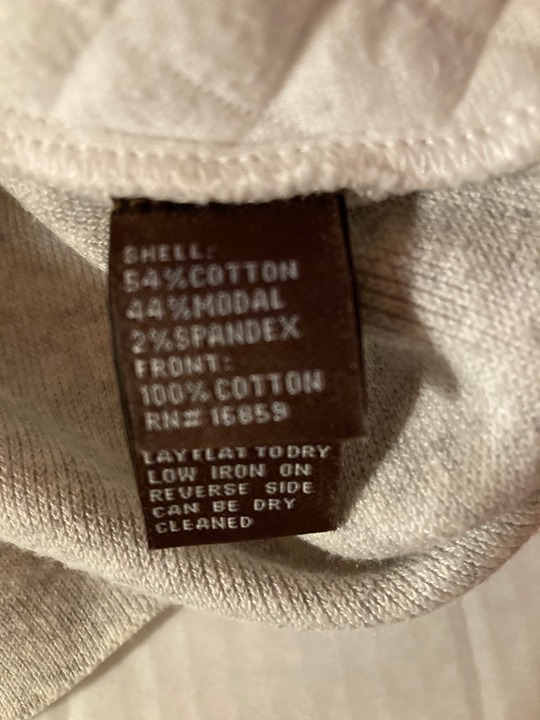 SHELL:
54%COTTON
44%MODAL
2%SPANDEX
FRONT:
100% COTTON
RN# 16859
LAY FLAT TO DRY
LOW IRON ON
REVERSE SIDE
CAN BE DRY
CLEANED